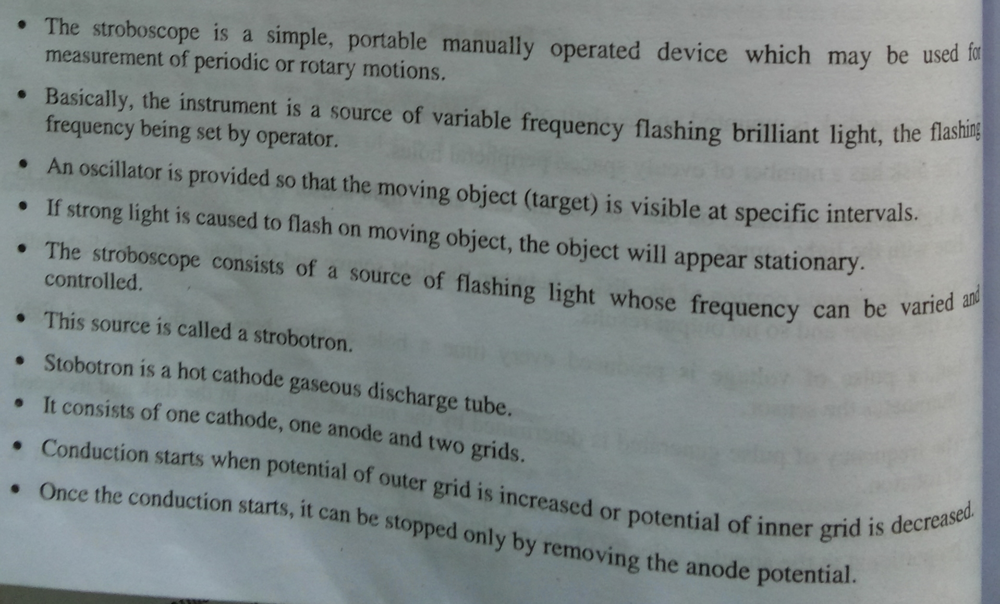 • The stroboscope is a simple, portable manually operated device which may be used for
measurement of periodic or rotary motions.
• Basically, the instrument is a source of variable frequency flashing brilliant light, the flashing
frequency being set by operator.
• An oscillator is provided so that the moving object (target) is visible at specific intervals.
• If strong light is caused to flash on moving object, the object will appear stationary.
• The stroboscope consists of a source of flashing light whose frequency can be varied and
controlled.
• This source is called a strobotron.
• Stobotron is a hot cathode gaseous discharge tube.
• It consists of one cathode, one anode and two grids.
• Conduction starts when potential of outer grid is increased or potential of inner grid is decreased.
• Once the conduction starts, it can be stopped only by removing the anode potential.